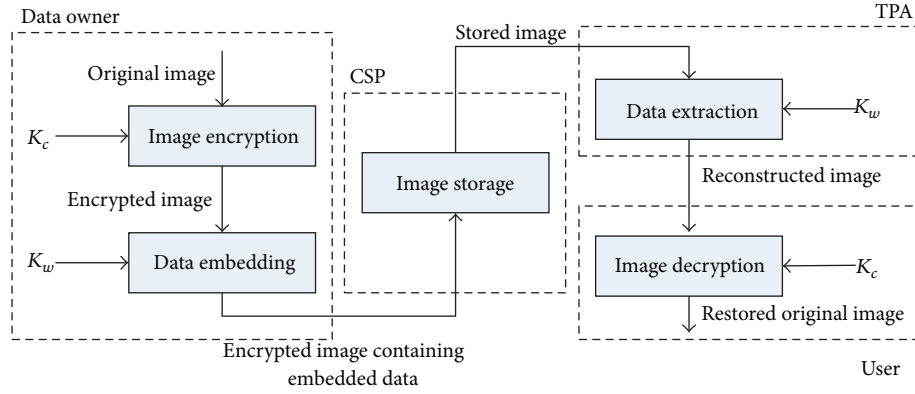 Data owner
Original image
K_c
Image encryption
Encrypted image
K_w
Data embedding
Encrypted image containing
embedded data
CSP
Image storage
Stored image
TPA
Data extraction
K_w
Reconstructed image
Image decryption
K_c
Restored original image
User